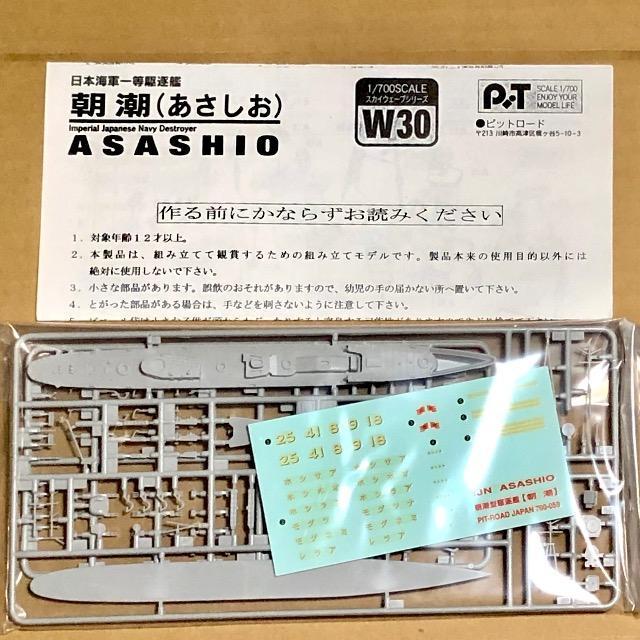 日本海軍一等駆逐艦
朝 潮(あさしお)
Imperial Japanese Navy Destroyer
ASASHIO
1/700SCALE
スカイウェーブシリーズ
W30
PiT
SCALE 1/700
ENJOY YOUR
MODEL LIFE
●ピットロード
〒213 川崎市高津区梶ヶ谷5-10-3
作る前にかならずお読みください
1. 対象年齢12才以上。
2. 本製品は、組み立てて観賞するための組み立てモデルです。製品本来の使用目的以外には
絶対に使用しないで下さい。
3. 小さな部品があります。誤飲のおそれがありますので、幼児の手の届かない所へ置いて下さい。
4. とがった部品がある場合は、手などを刺さないように注意して下さい。
25 41 8 9 18
25 41 8 9 18
IJN ASASHIO
朝潮型駆逐艦【朝 潮】
PIT-ROAD JAPAN 700-059